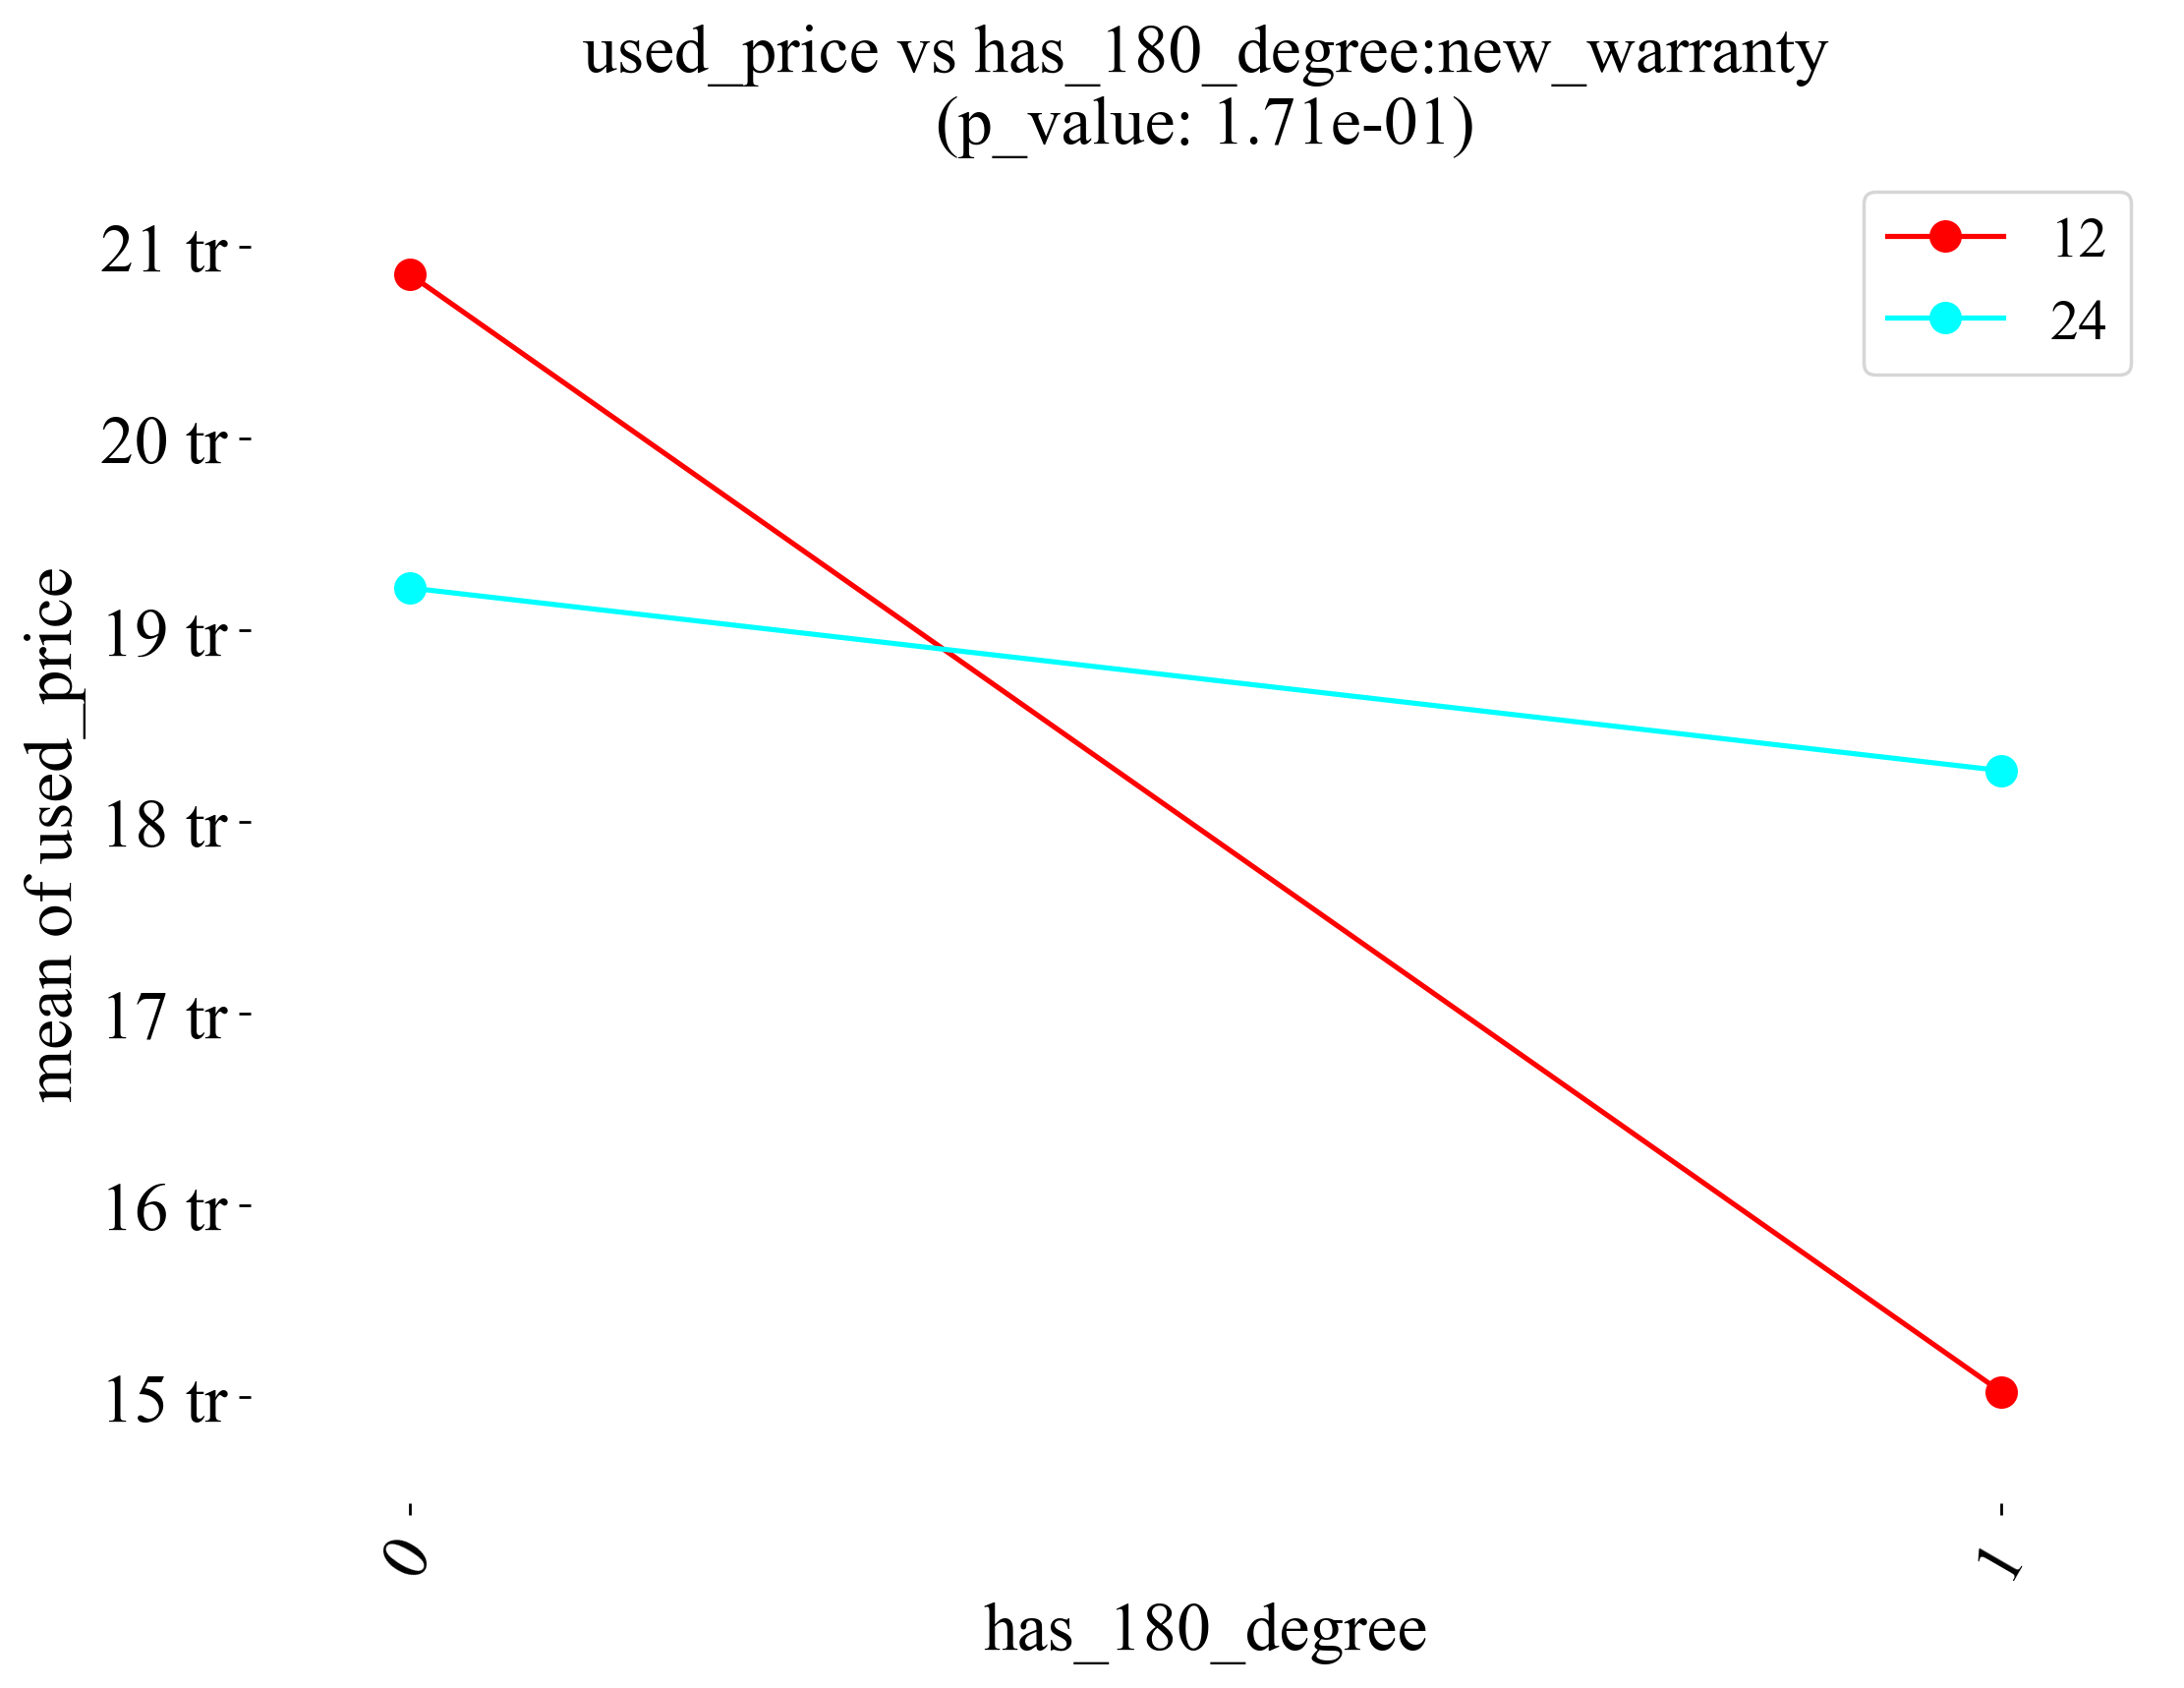 used_price vs has_180_degree:new_warranty
(p_value: 1.71e-01)
12
24
21 tr
20 tr
19 tr
18 tr
17 tr
16 tr
15 tr
mean of used_price
0
1
has_180_degree